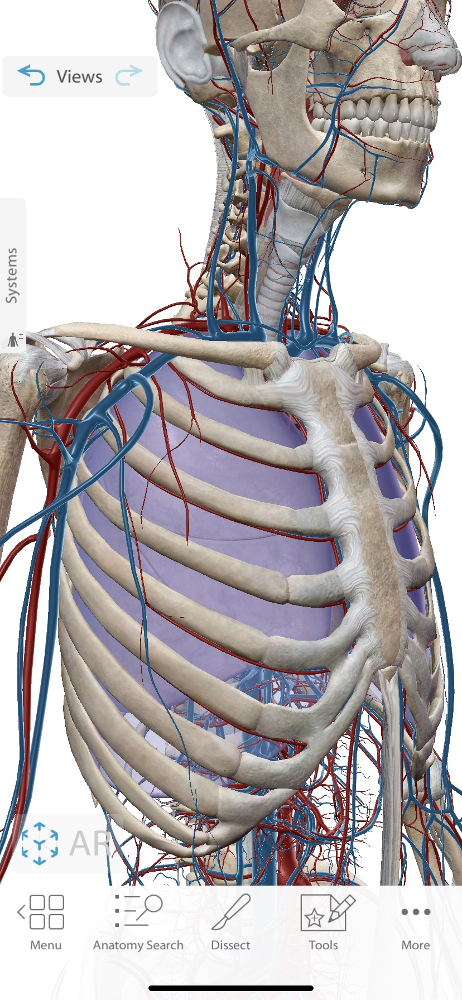 Views
Systems
AR
Menu
Anatomy Search
Dissect
Tools
More